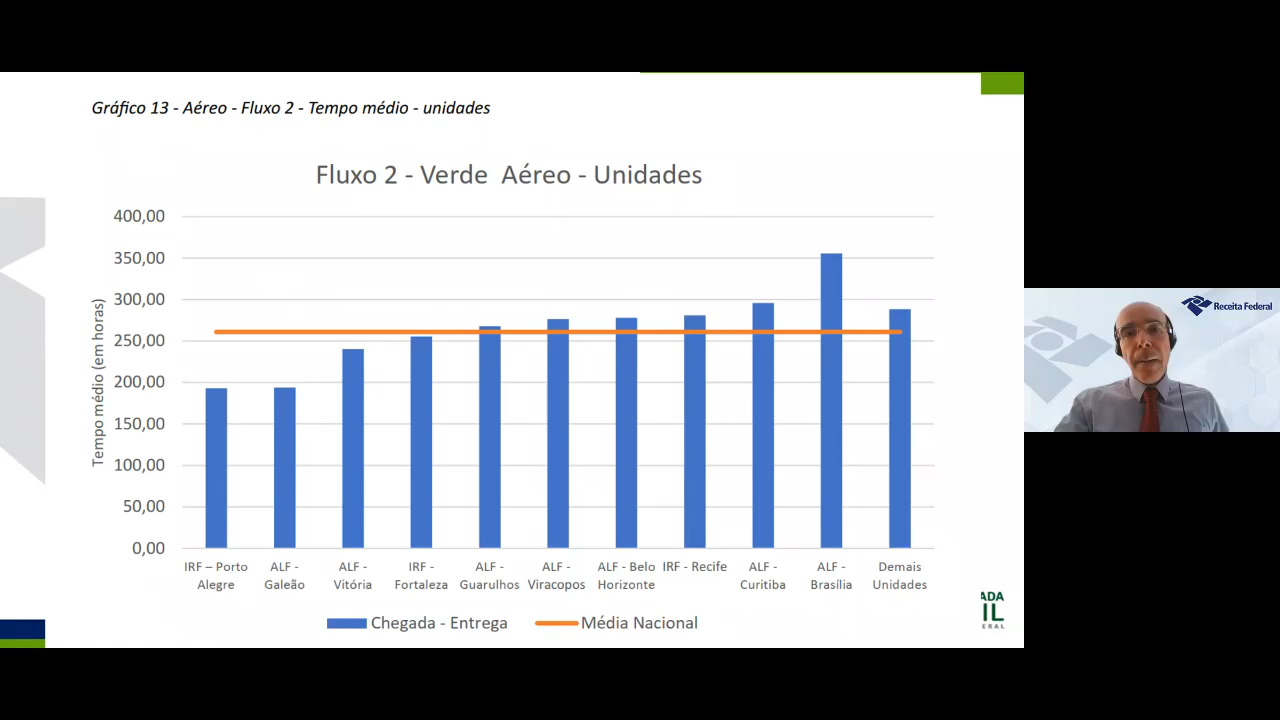 Gráfico 13 - Aéreo - Fluxo 2 - Tempo médio - unidades
Fluxo 2 - Verde Aéreo - Unidades
Tempo médio (em horas)
400,00
350,00
300,00
250,00
200,00
150,00
100,00
50,00
0,00
IRF – Porto Alegre
ALF - Galeão
ALF - Vitória
IRF - Fortaleza
ALF - Guarulhos
ALF - Viracopos
ALF - Belo Horizonte
IRF - Recife
ALF - Curitiba
ALF - Brasília
Demais Unidades
Chegada - Entrega
Média Nacional
ADA
IL
ERAL
Receita Federal